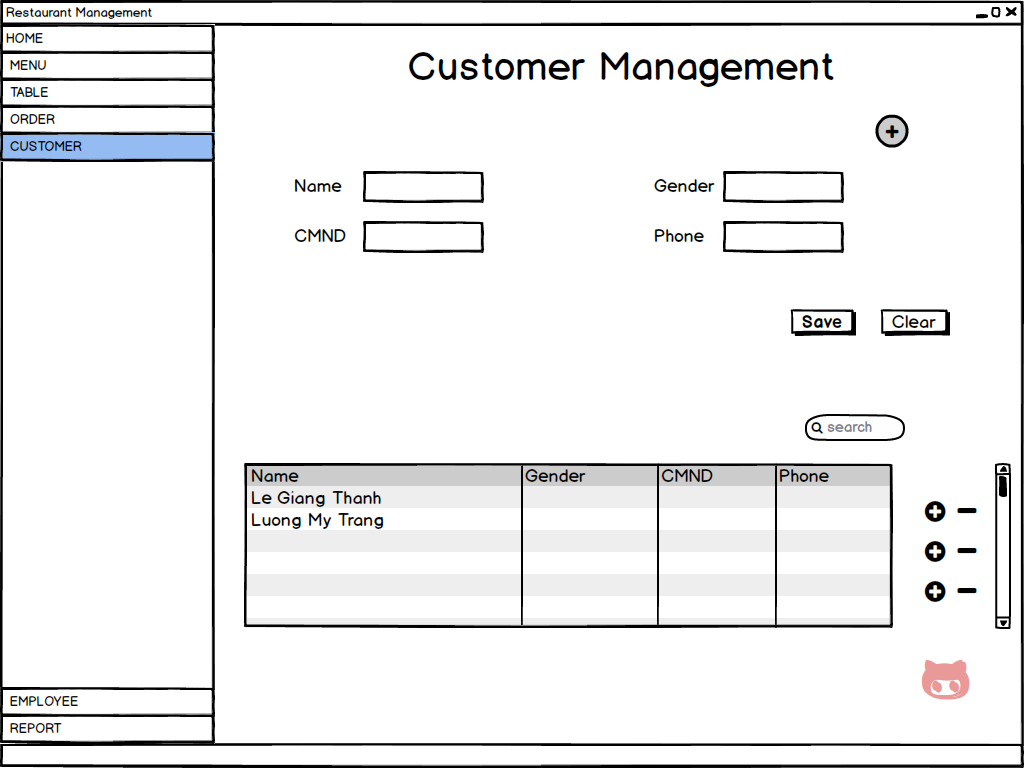 Restaurant Management
HOME
MENU
TABLE
ORDER
CUSTOMER
Customer Management
Name
Gender
CMND
Phone
Save Clear
search
Name Gender CMND Phone
Le Giang Thanh
Luong My Trang
EMPLOYEE
REPORT